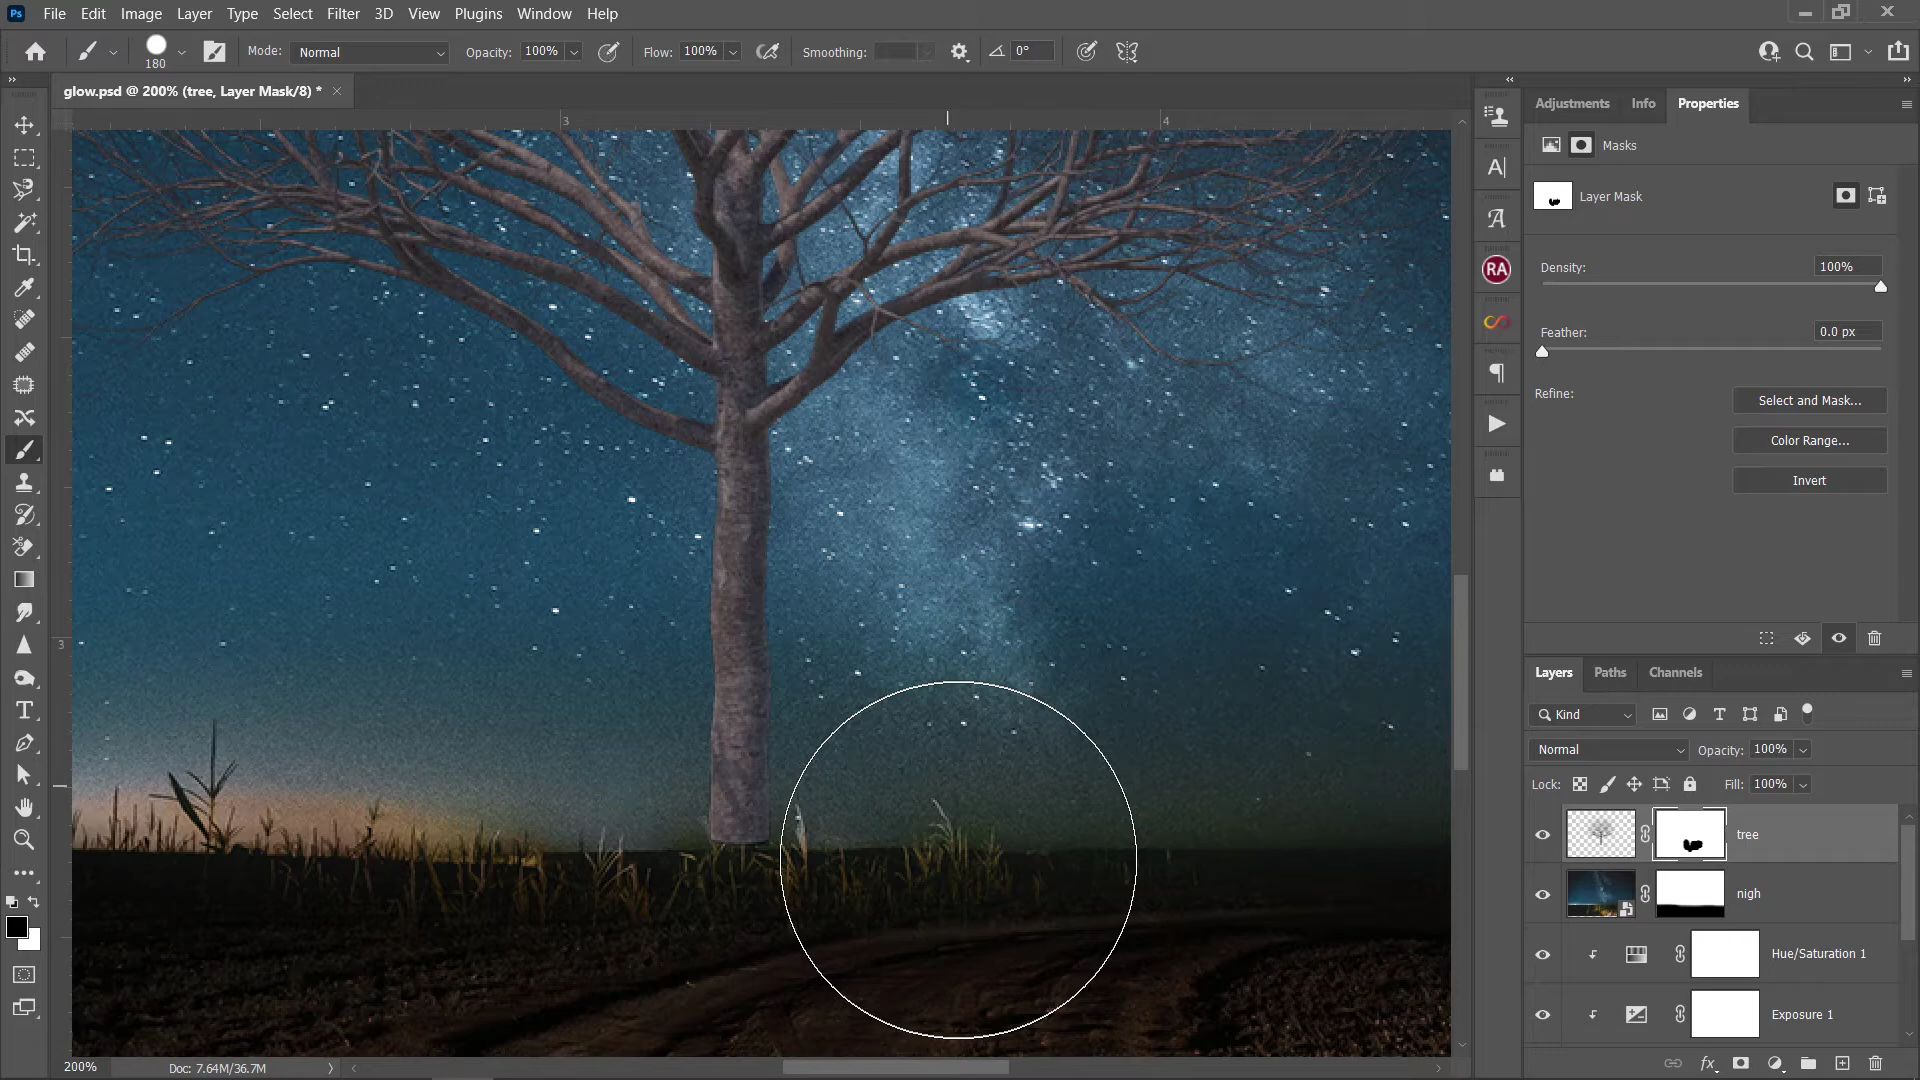 Ps File Edit Image Layer Type Select Filter 3D View Plugins Window Help
180 Mode: Normal Opacity: 100% Flow: 100% Smoothing: 0°
glow.psd @ 200% (tree, Layer Mask/8) *
Adjustments Info Properties
3 4
Masks
Layer Mask
Density: 100%
RA
Feather: 0.0 px
Refine: Select and Mask...
Color Range...
Invert
3
Layers Paths Channels
Kind
Normal Opacity: 100%
Lock: Fill: 100%
tree
nigh
Hue/Saturation 1
Exposure 1
200% Doc: 7.64M/36.7M